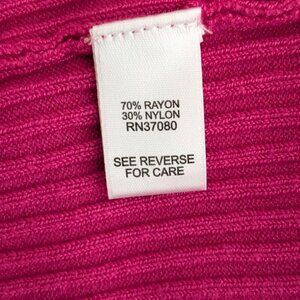 70% RAYON
30% NYLON
RN37080
SEE REVERSE
FOR CARE